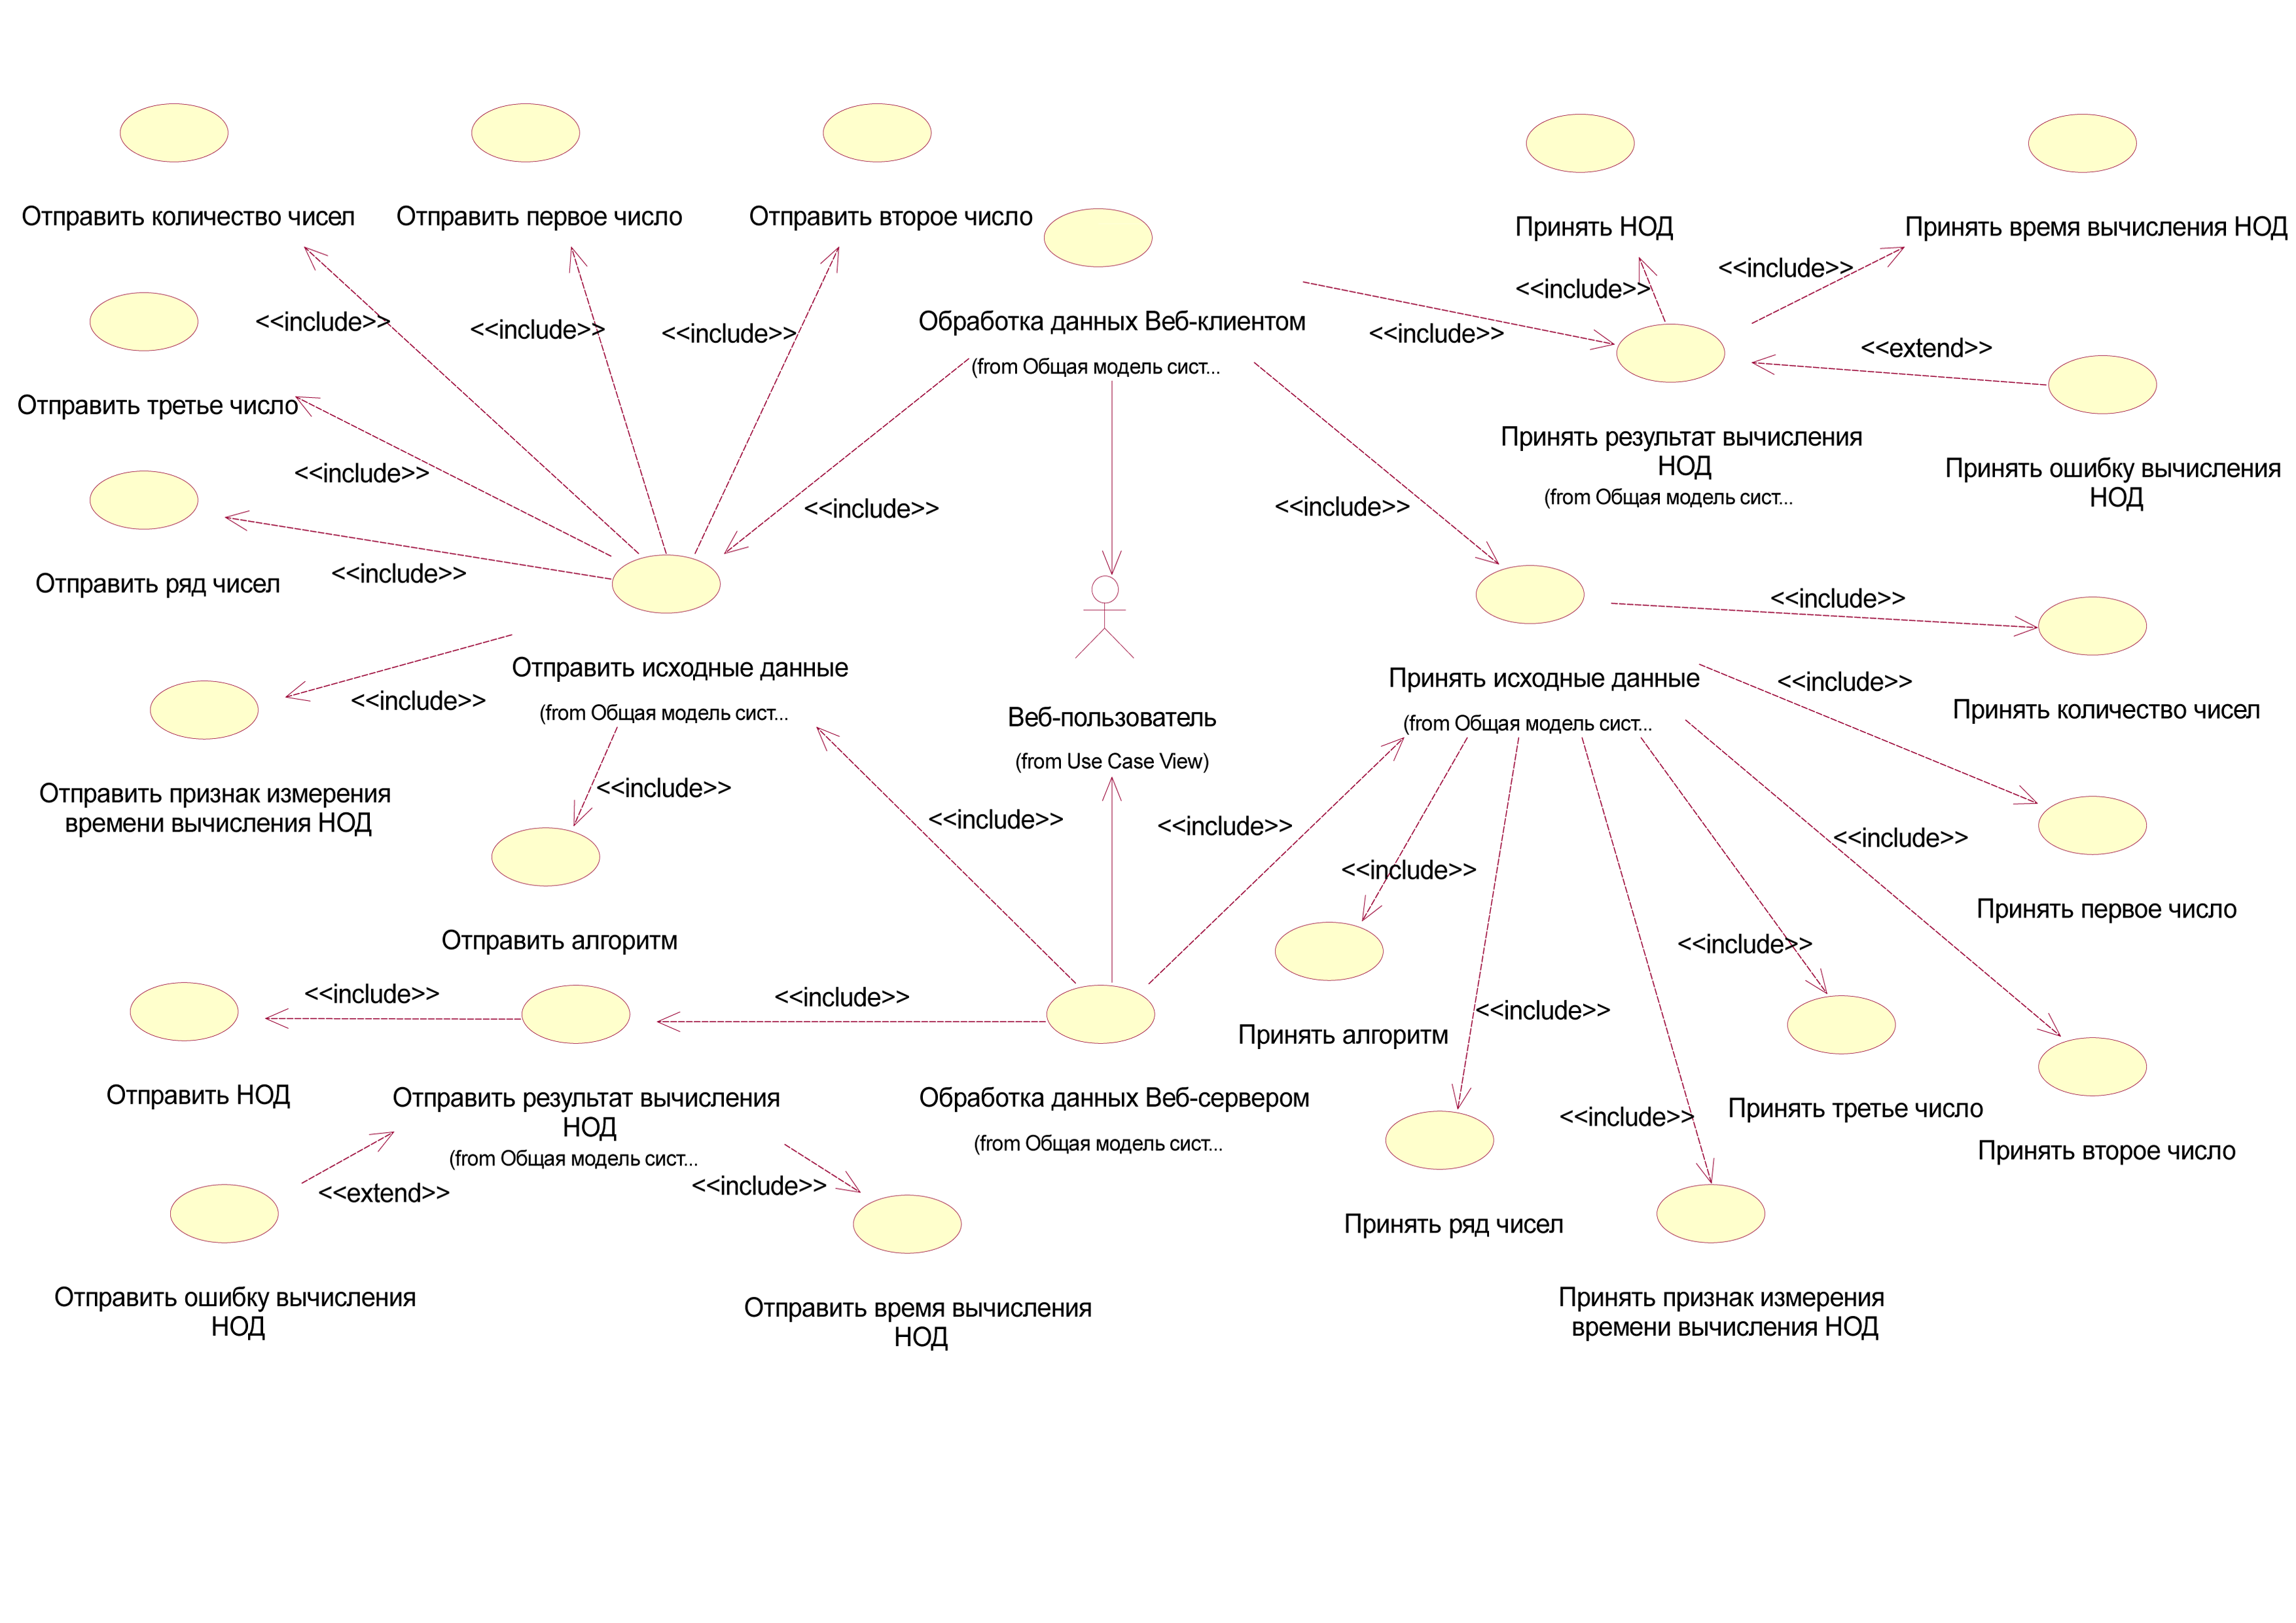 Отправить количество чисел
Отправить первое число
Отправить второе число
Принять НОД
Принять время вычисления НОД
<<include>>
<<include>>
<<include>>
<<include>>
<<include>>
<<include>>
Обработка данных Веб-клиентом
(from Общая модель сист...
<<extend>>
Отправить третье число
Принять результат вычисления
НОД
(from Общая модель сист...
Принять ошибку вычисления
НОД
<<include>>
<<include>>
<<include>>
Отправить ряд чисел
<<include>>
<<include>>
Отправить исходные данные
(from Общая модель сист...
<<include>>
Веб-пользователь
(from Use Case View)
Принять исходные данные
(from Общая модель сист...
<<include>>
Принять количество чисел
Отправить признак измерения
времени вычисления НОД
<<include>>
<<include>>
<<include>>
<<include>>
<<include>>
Принять первое число
Отправить алгоритм
<<include>>
<<include>>
<<include>>
<<include>>
Принять алгоритм
Отправить НОД
Отправить результат вычисления
НОД
(from Общая модель сист...
Обработка данных Веб-сервером
(from Общая модель сист...
<<include>>
Принять третье число
Принять второе число
<<extend>>
<<include>>
Принять ряд чисел
Отправить ошибку вычисления
НОД
Отправить время вычисления
НОД
Принять признак измерения
времени вычисления НОД